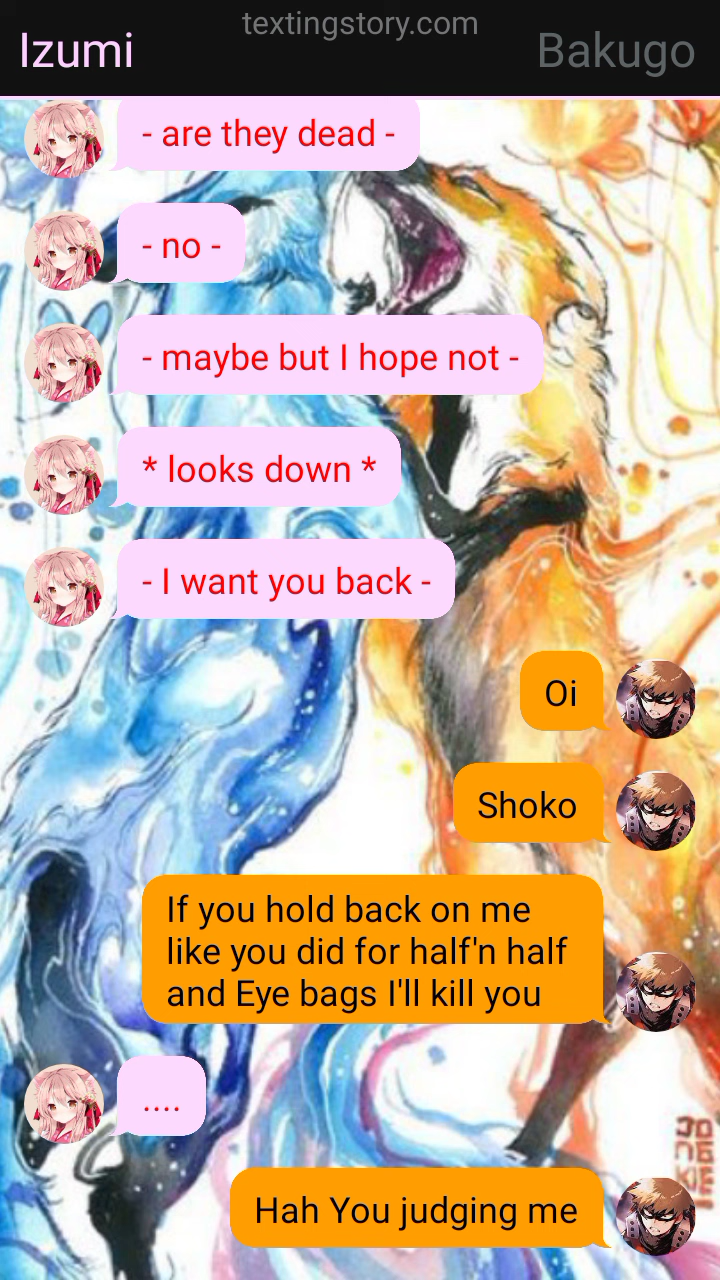 textingstory.com
Izumi
Bakugo
- are they dead -
- no -
- maybe but I hope not -
* looks down *
- I want you back -
Oi
Shoko
If you hold back on me
like you did for half'n half
and Eye bags I'll kill you
....
Hah You judging me